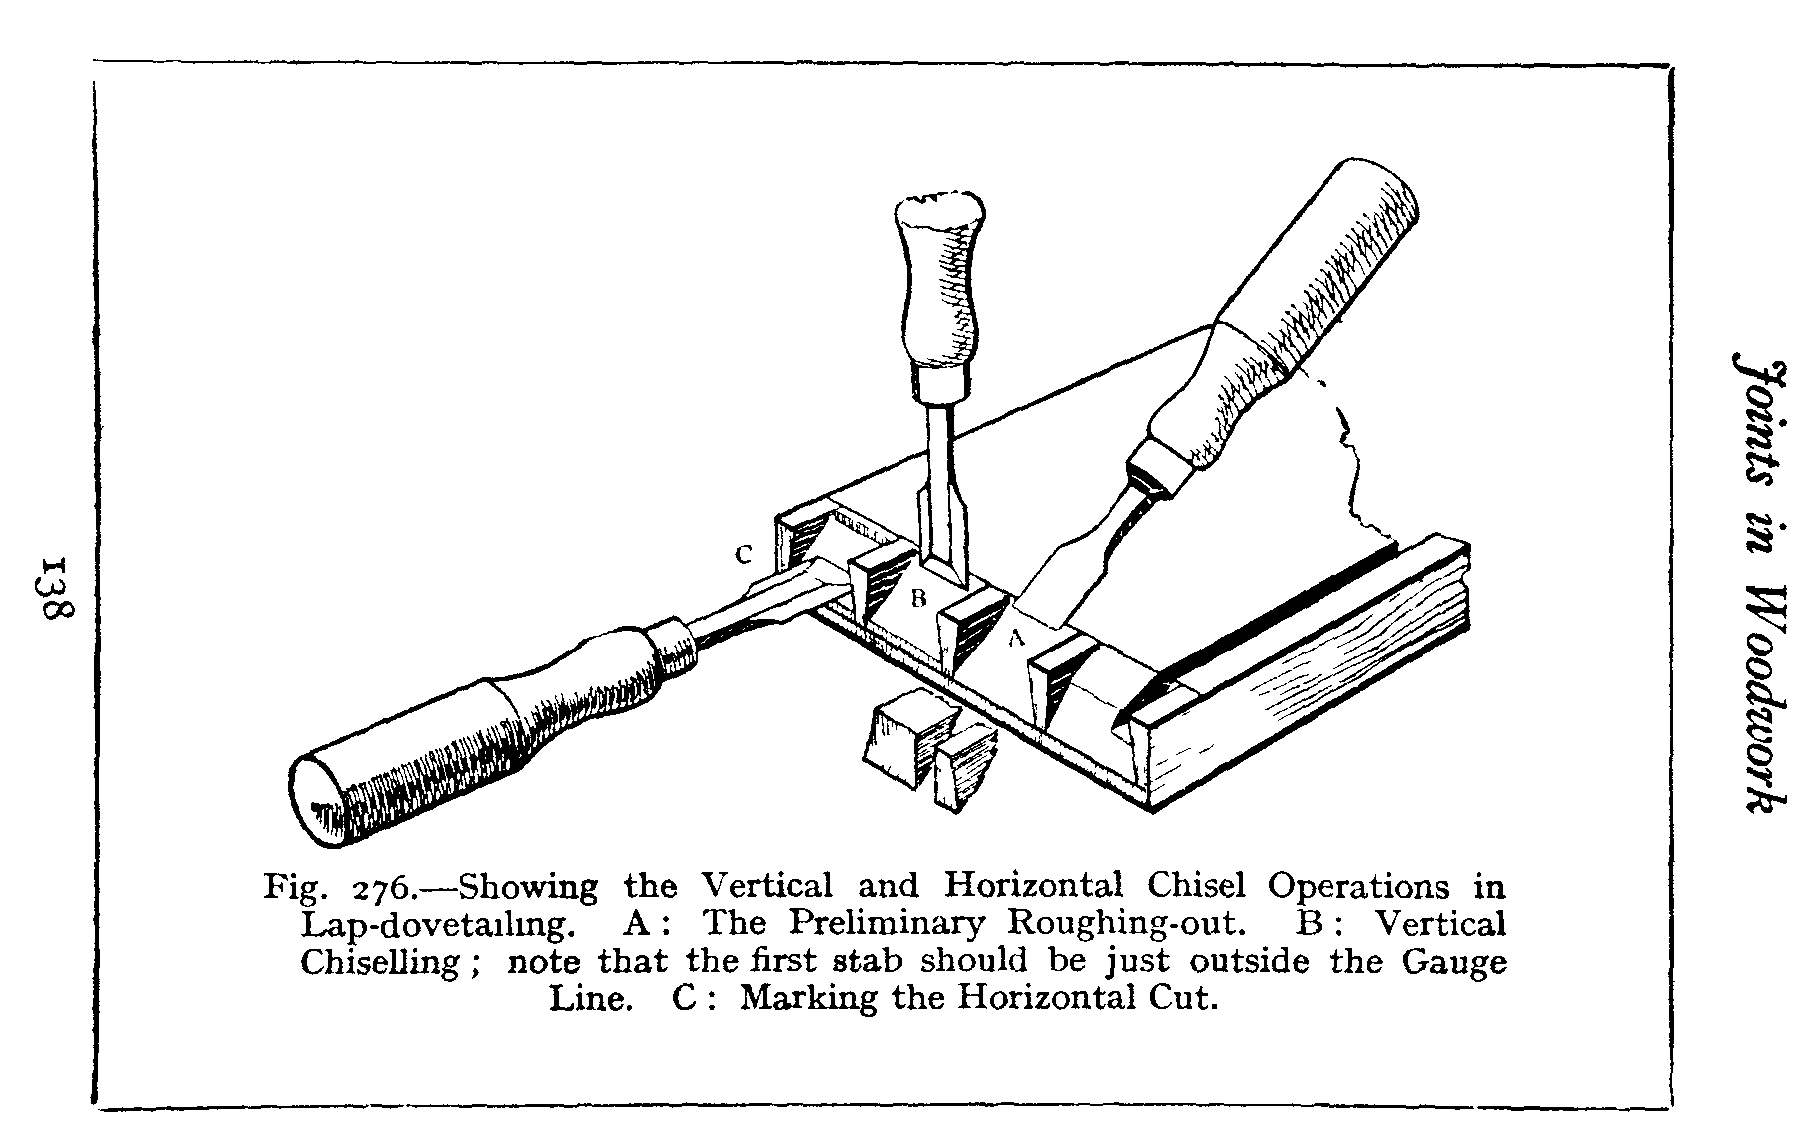 Joints in Woodwork
C
B
A
Fig. 276.—Showing the Vertical and Horizontal Chisel Operations in
Lap-dovetailing. A : The Preliminary Roughing-out. B : Vertical
Chiselling ; note that the first stab should be just outside the Gauge
Line. C : Marking the Horizontal Cut.
138